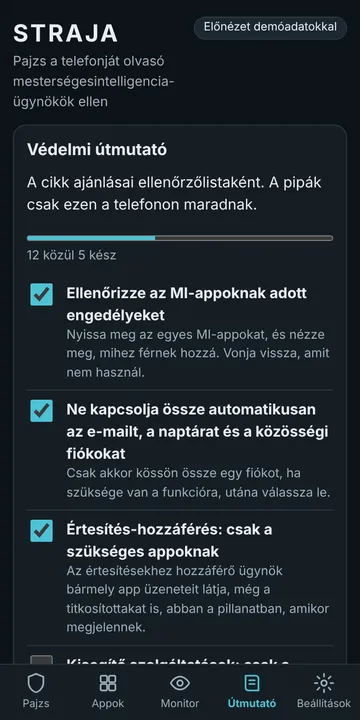 STRAJA
Előnézet demóadatokkal
Pajzs a telefonját olvasó
mesterségesintelligencia-
ügynökök ellen
Védelmi útmutató
A cikk ajánlásai ellenőrzőlistaként. A pipák
csak ezen a telefonon maradnak.
12 közül 5 kész
Ellenőrizze az MI-appoknak adott
engedélyeket
Nyissa meg az egyes MI-appokat, és nézze
meg, mihez férnek hozzá. Vonja vissza, amit
nem használ.
Ne kapcsolja össze automatikusan
az e-mailt, a naptárat és a közösségi
fiókokat
Csak akkor kössön össze egy fiókot, ha
szüksége van a funkcióra, utána válassza le.
Értesítés-hozzáférés: csak a
szükséges appoknak
Az értesítésekhez hozzáférő ügynök
bármely app üzeneteit látja, még a
titkosítottakat is, abban a pillanatban, amikor
megjelennek.
Pajzs
Appok
Monitor
Útmutató
Beállítások